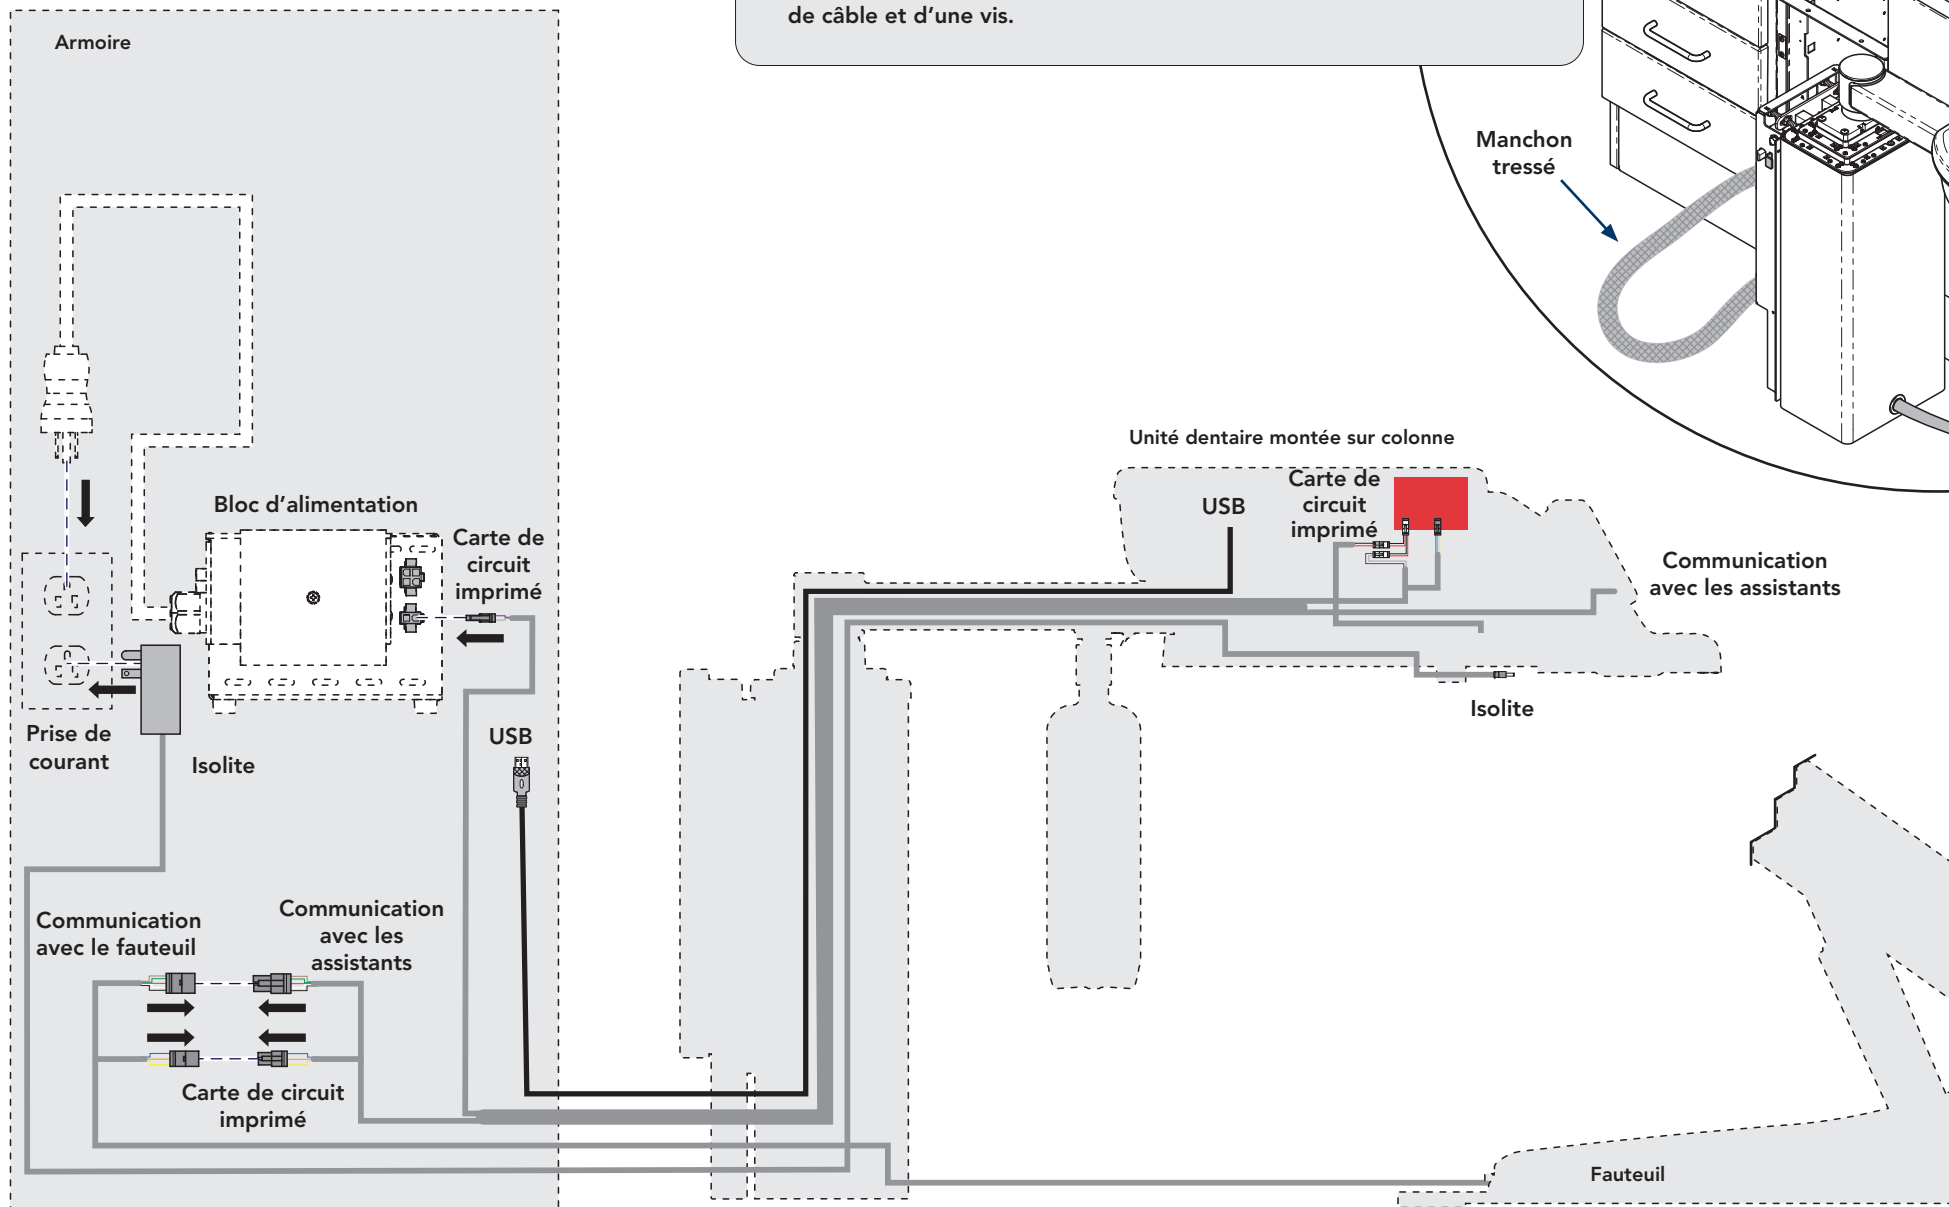 de câble et d’une vis.
Armoire
Manchon
tressé
Unité dentaire montée sur colonne
Carte de
circuit
imprimé
USB
Bloc d’alimentation
Carte de
circuit
imprimé
Communication
avec les assistants
Isolite
Prise de
courant
Isolite
USB
Communication
avec le fauteuil
Communication
avec les
assistants
Carte de circuit
imprimé
Fauteuil